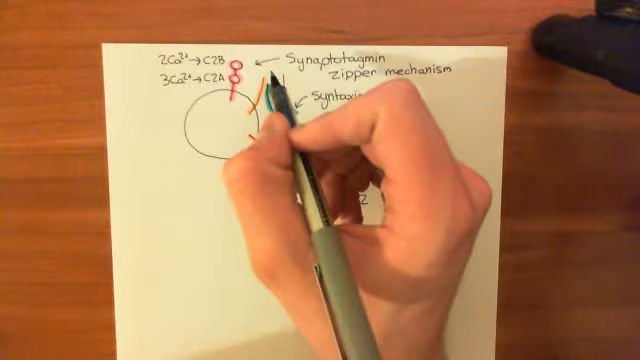 2Ca²⁺→C2B
3Ca²⁺→C2A
Synaptotagmin
zipper mechanism